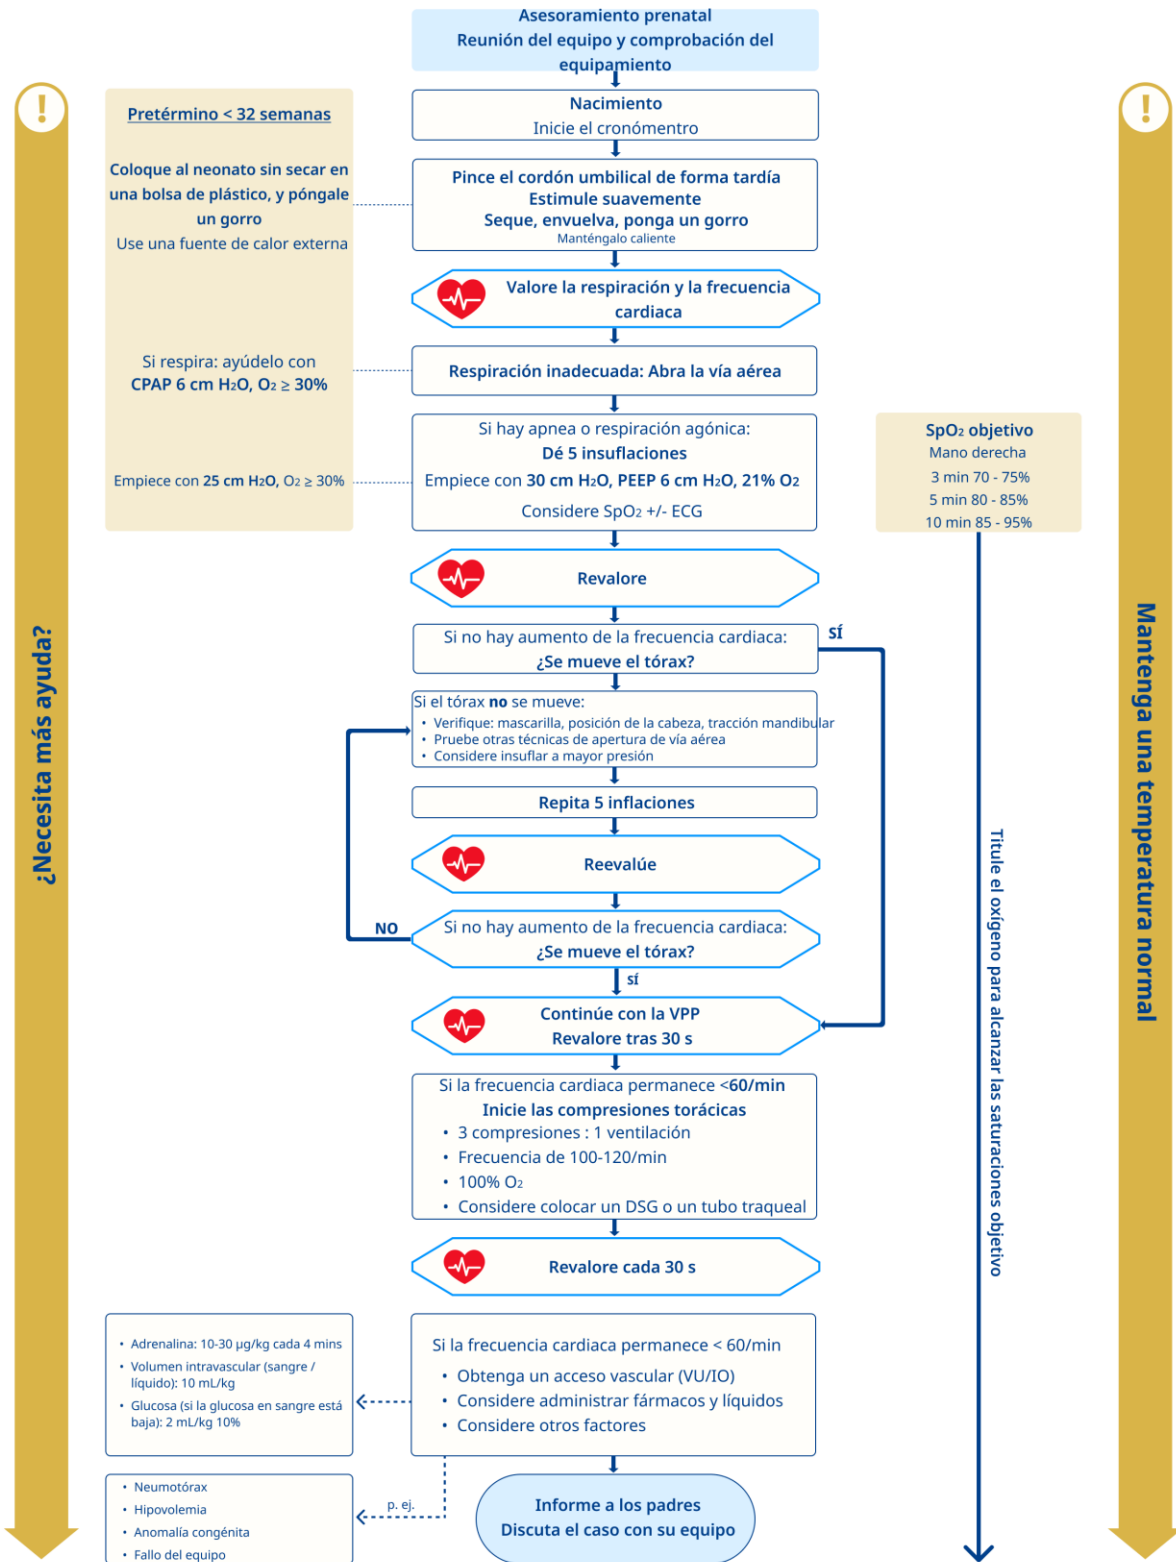 Asesoramiento prenatal
Reunión del equipo y comprobación del
equipamiento
!
¿Necesita más ayuda?
!
Mantenga una temperatura normal
Nacimiento
Inicie el cronómentro
Pretérmino < 32 semanas
Coloque al neonato sin secar en
una bolsa de plástico, y póngale
un gorro
Use una fuente de calor externa
Pince el cordón umbilical de forma tardía
Estimule suavemente
Seque, envuelva, ponga un gorro
Manténgalo caliente
Valore la respiración y la frecuencia
cardiaca
Si respira: ayúdelo con
CPAP 6 cm H₂O, O₂ ≥ 30%
Respiración inadecuada: Abra la vía aérea
Si hay apnea o respiración agónica:
Dé 5 insuflaciones
Empiece con 30 cm H₂O, PEEP 6 cm H₂O, 21% O₂
Considere SpO₂ +/- ECG
Empiece con 25 cm H₂O, O₂ ≥ 30%
SpO₂ objetivo
Mano derecha
3 min 70 - 75%
5 min 80 - 85%
10 min 85 - 95%
Titule el oxígeno para alcanzar las saturaciones objetivo
Revalore
Si no hay aumento de la frecuencia cardiaca:
¿Se mueve el tórax?
SÍ
Si el tórax no se mueve:
• Verifique: mascarilla, posición de la cabeza, tracción mandibular
• Pruebe otras técnicas de apertura de vía aérea
• Considere insuflar a mayor presión
Repita 5 inflaciones
Reevalúe
NO
Si no hay aumento de la frecuencia cardiaca:
¿Se mueve el tórax?
SÍ
Continúe con la VPP
Revalore tras 30 s
Si la frecuencia cardiaca permanece <60/min
Inicie las compresiones torácicas
• 3 compresiones : 1 ventilación
• Frecuencia de 100-120/min
• 100% O₂
• Considere colocar un DSG o un tubo traqueal
Revalore cada 30 s
Si la frecuencia cardiaca permanece < 60/min
• Obtenga un acceso vascular (VU/IO)
• Considere administrar fármacos y líquidos
• Considere otros factores
• Adrenalina: 10-30 µg/kg cada 4 mins
• Volumen intravascular (sangre /
líquido): 10 mL/kg
• Glucosa (si la glucosa en sangre está
baja): 2 mL/kg 10%
p. ej.
• Neumotórax
• Hipovolemia
• Anomalía congénita
• Fallo del equipo
Informe a los padres
Discuta el caso con su equipo